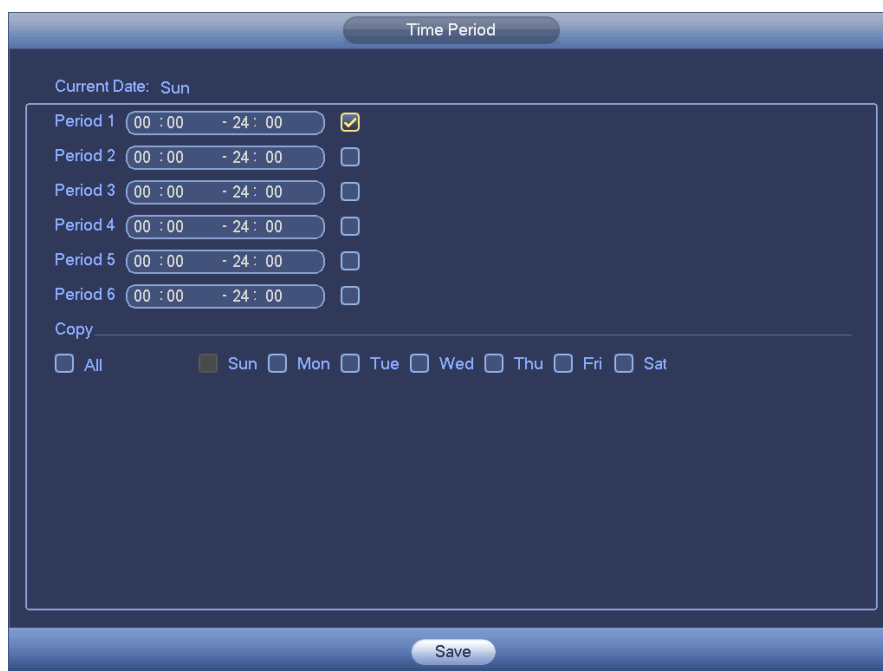 Time Period
Current Date: Sun
Period 1 00 :00 - 24 : 00
Period 2 00 :00 - 24 : 00
Period 3 00 :00 - 24 : 00
Period 4 00 :00 - 24 : 00
Period 5 00 :00 - 24 : 00
Period 6 00 :00 - 24 : 00
Copy
All Sun Mon Tue Wed Thu Fri Sat
Save